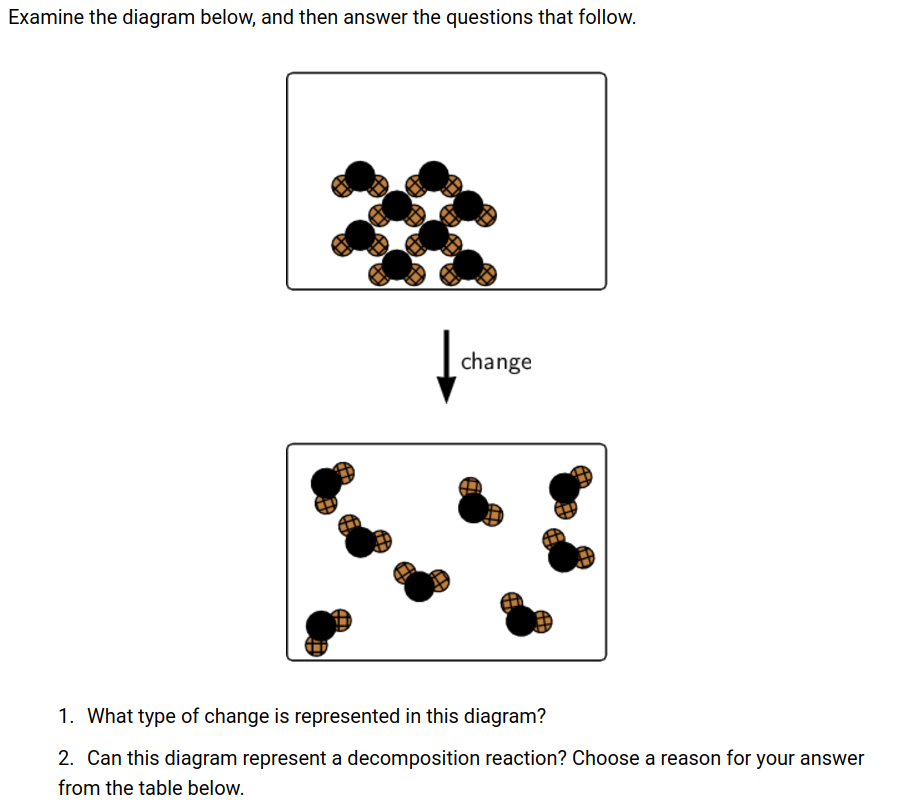 Examine the diagram below, and then answer the questions that follow.
change
1. What type of change is represented in this diagram?
2. Can this diagram represent a decomposition reaction? Choose a reason for your answer
from the table below.